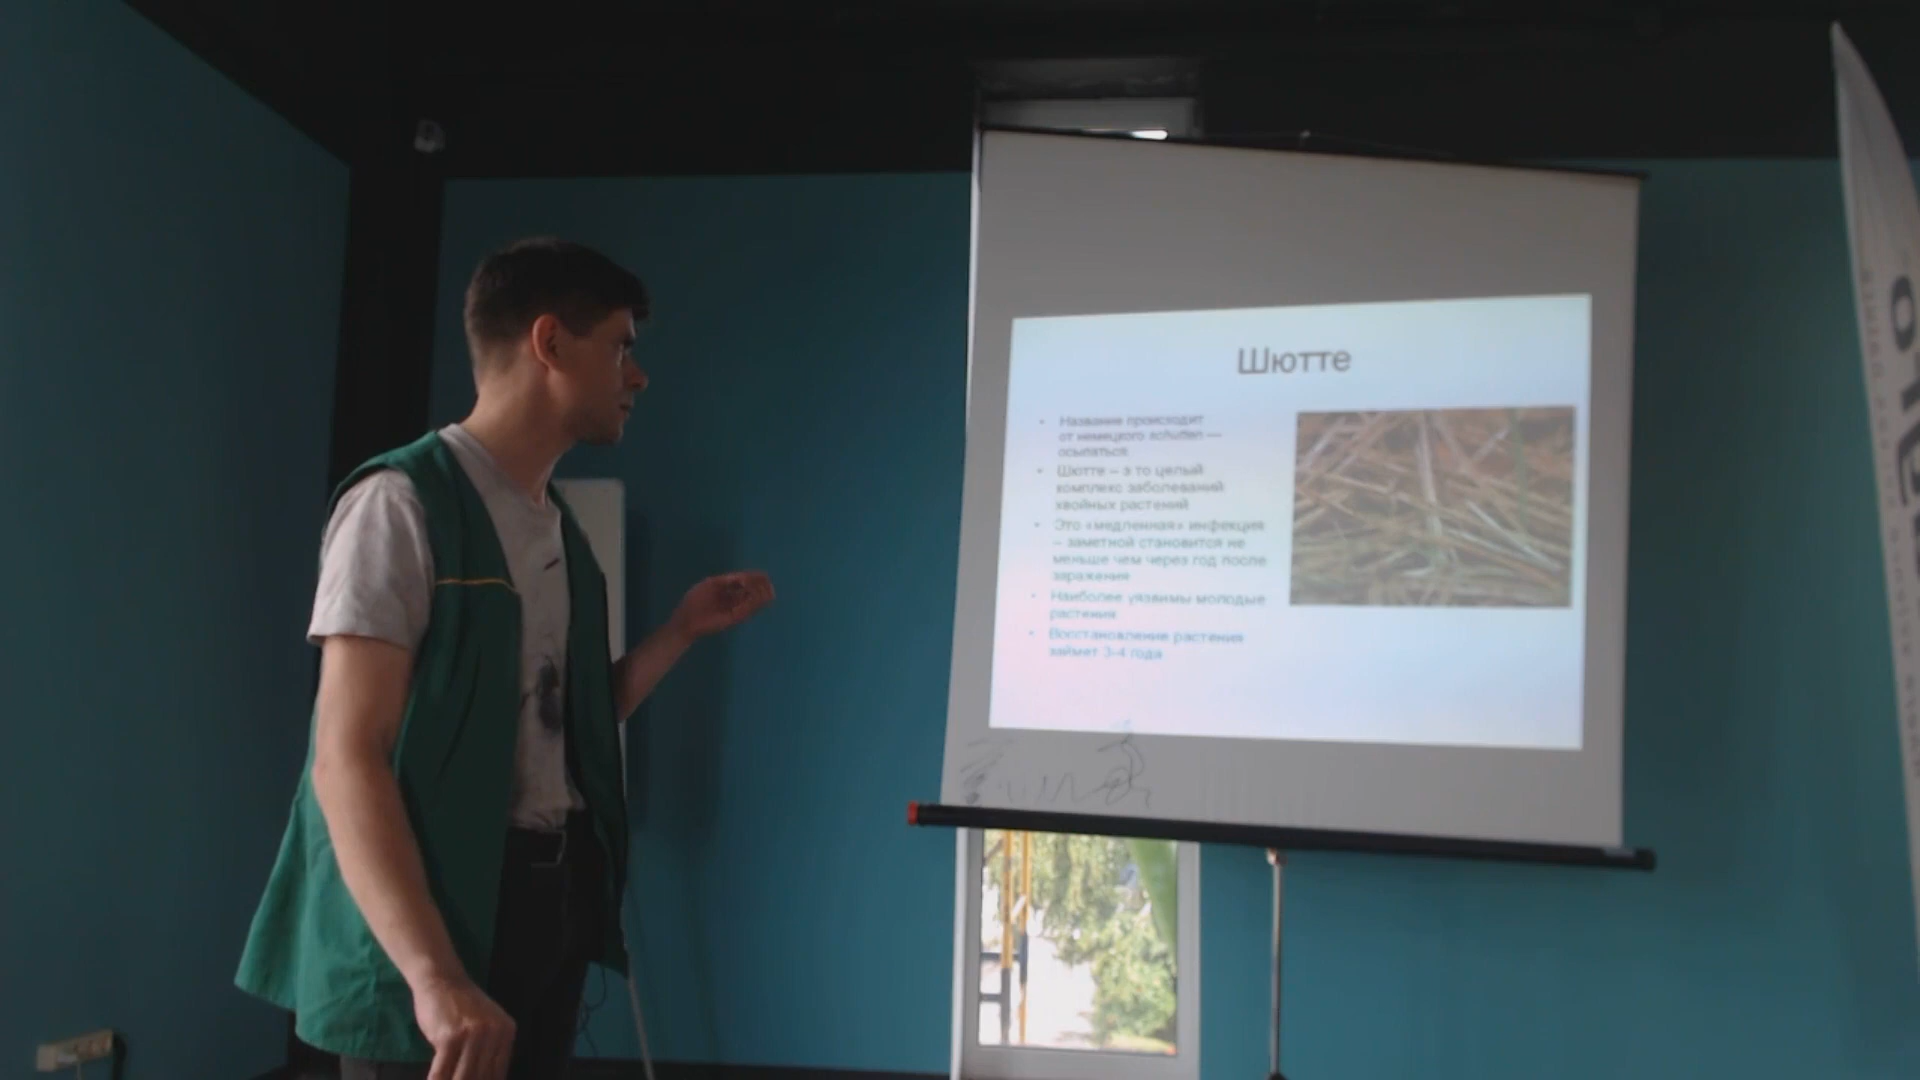 Шютте
• Название происходит
от немецкого schutten —
осыпаться.
• Шютте – э то целый
комплекс заболеваний
хвойных растений
• Это «медленная» инфекция
– заметной становится не
меньше чем через год после
заражения
• Наиболее уязвимы молодые
растения
• Восстановление растения
займет 3-4 года